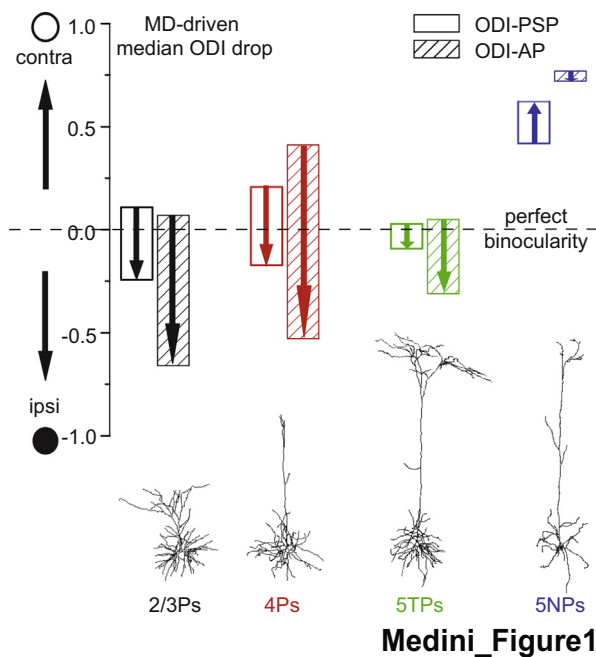 1.0
contra
MD-driven
median ODI drop
ODI-PSP
ODI-AP
0.5
0.0
perfect
binocularity
-0.5
ipsi
-1.0
2/3Ps
4Ps
5TPs
5NPs
Medini_Figure1